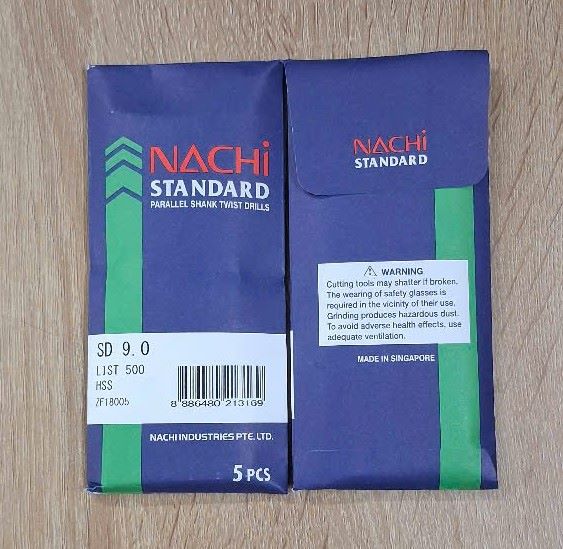 NACHi
STANDARD
PARALLEL SHANK TWIST DRILLS
SD 9.0
LIST 500
HSS
ZF18005
8 886480 213169
NACHI INDUSTRIES PTE. LTD.
5 PCS
NACHi
STANDARD
⚠ WARNING
Cutting tools may shatter if broken.
The wearing of safety glasses is
required in the vicinity of their use.
Grinding produces hazardous dust.
To avoid adverse health effects, use
adequate ventilation.
MADE IN SINGAPORE